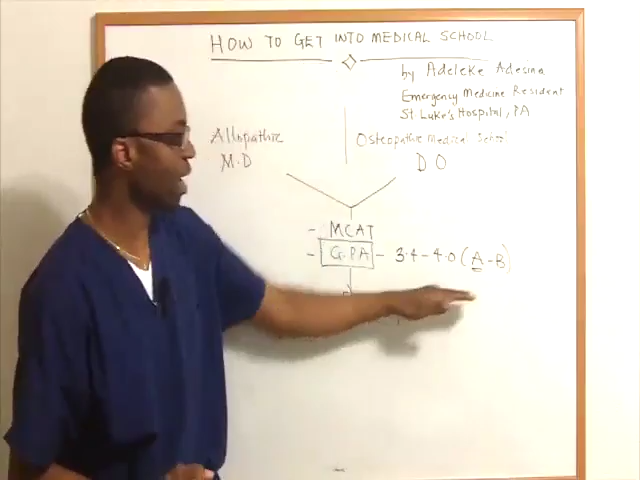 HOW TO GET INTO MEDICAL SCHOOL
by Adeleke Adesina
Emergency Medicine Resident
St. Luke's Hospital, PA
Allopathic
M.D
Osteopathic Medical School
DO
- MCAT
- G.PA - 3.4 - 4.0 (A - B)